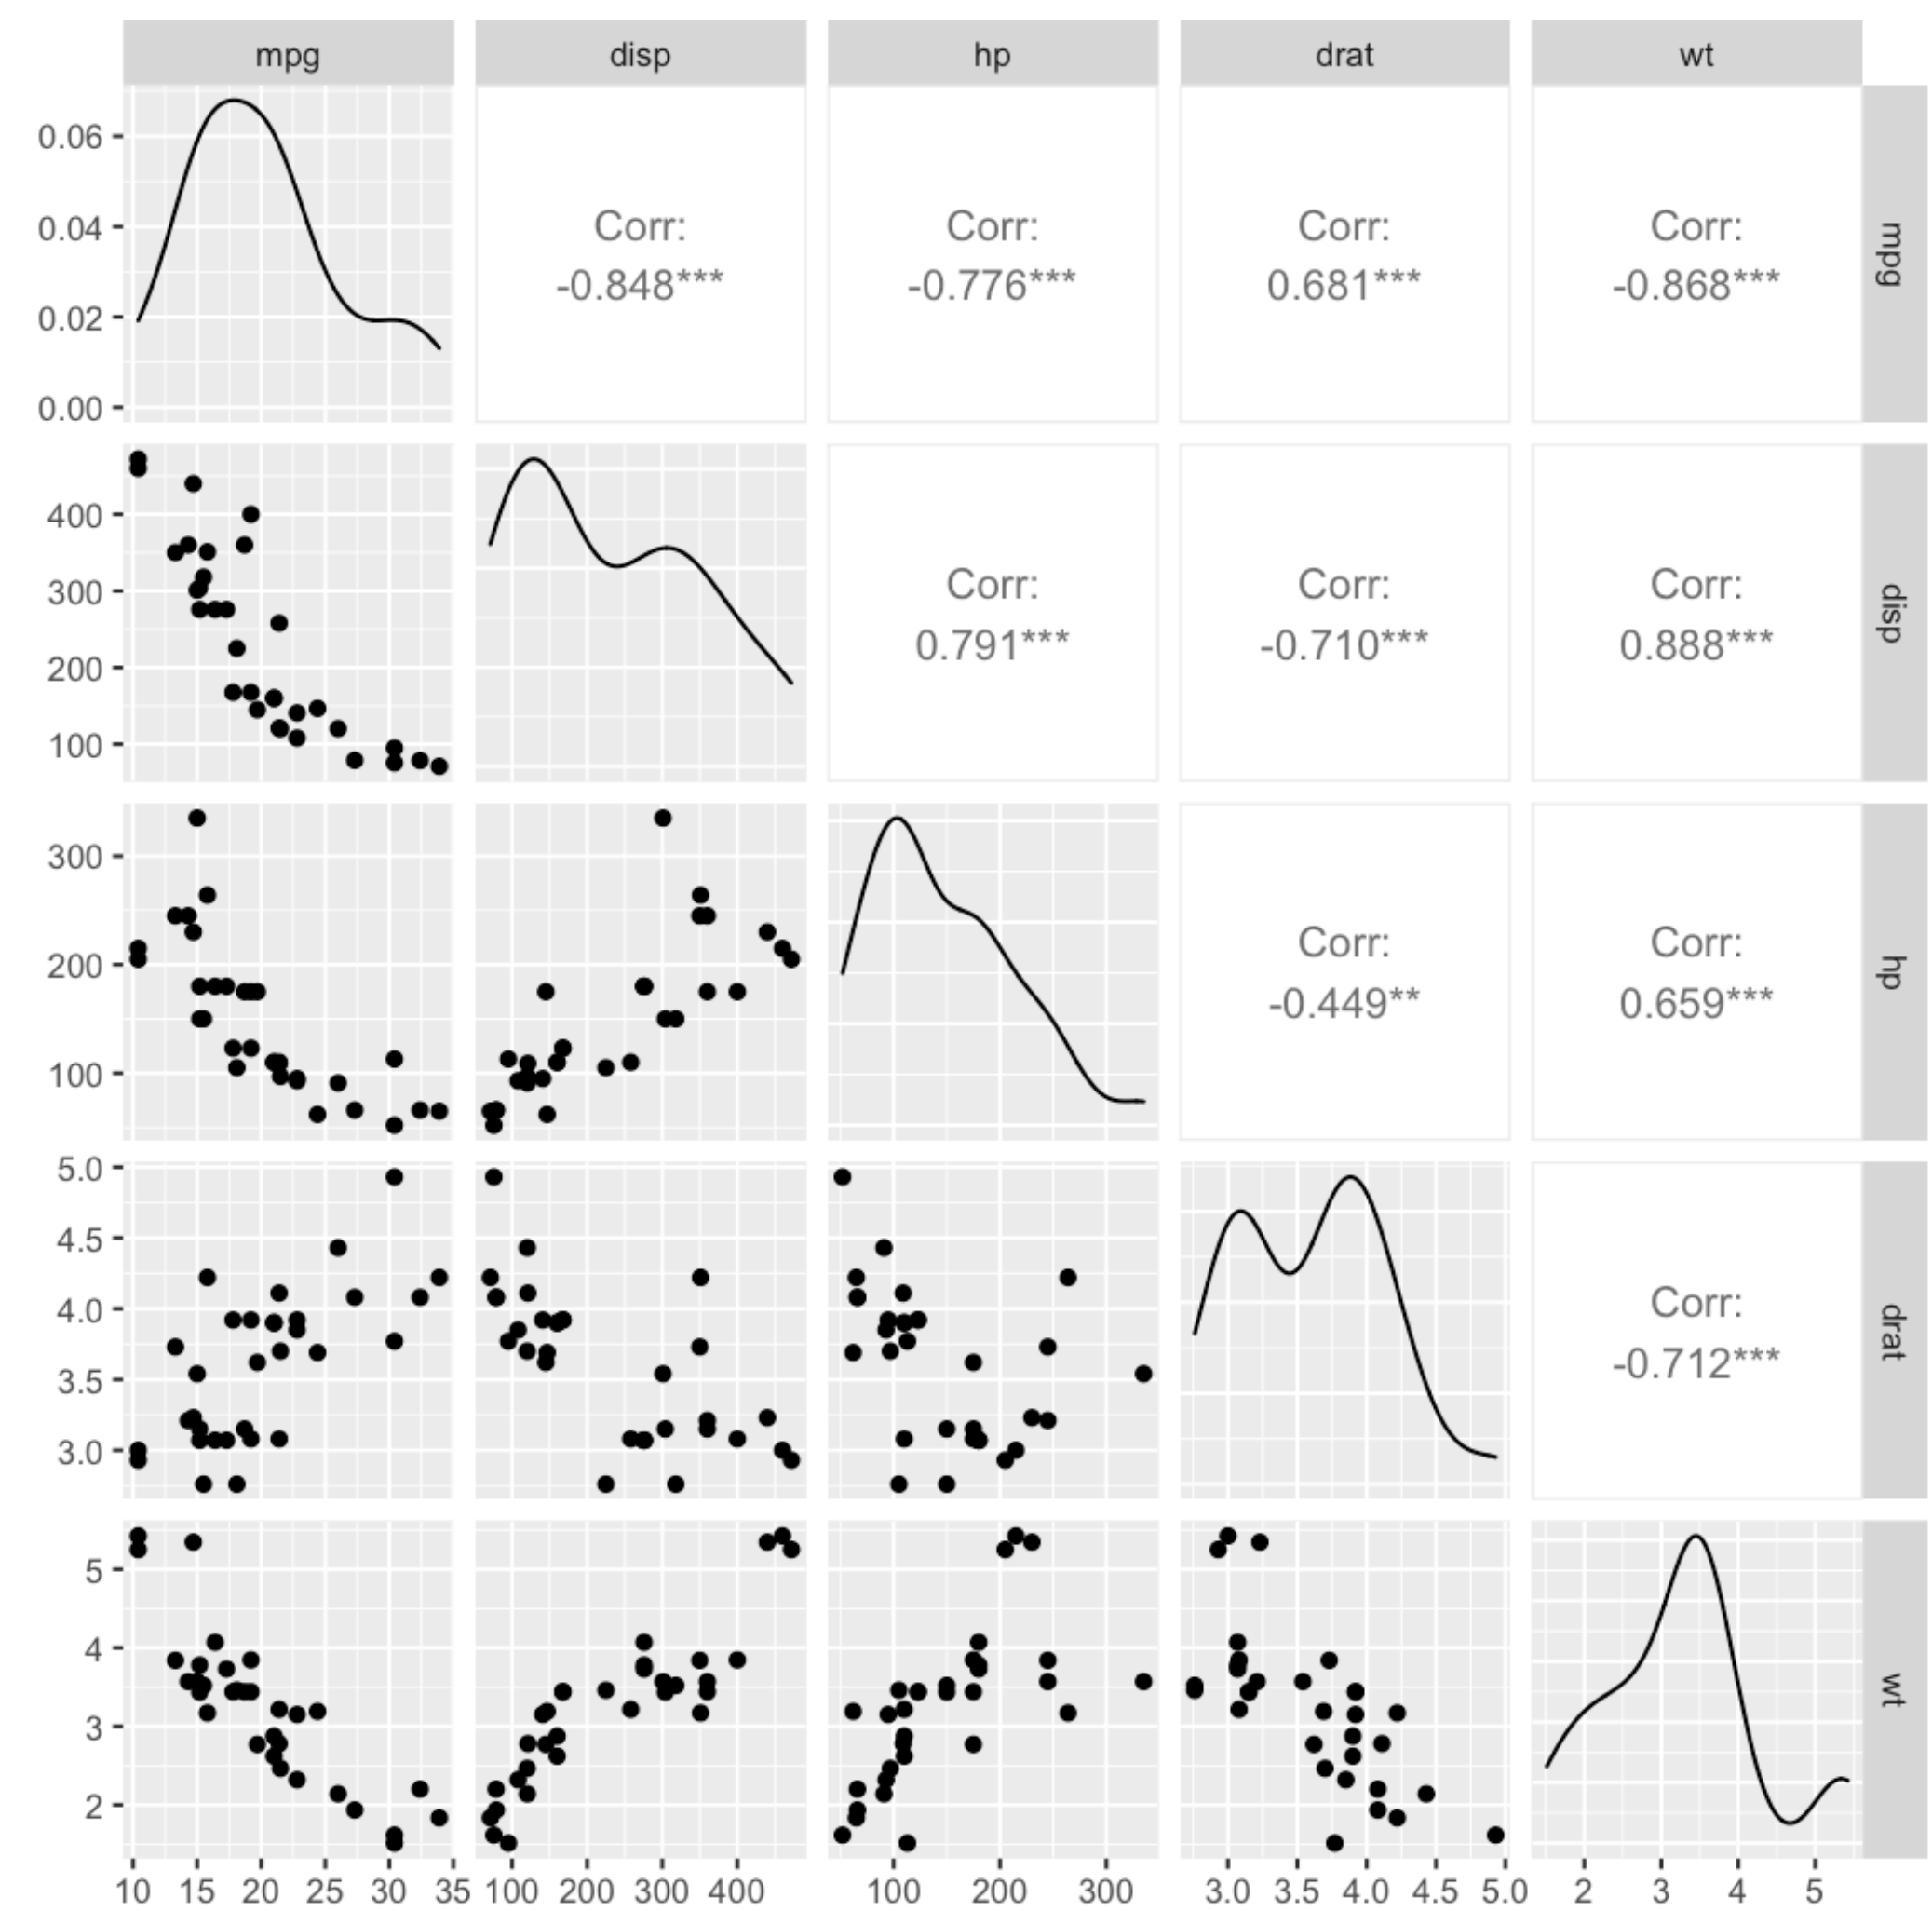 mpg disp hp drat wt
0.06
0.04
0.02
0.00
Corr:
-0.848***
Corr:
-0.776***
Corr:
0.681***
Corr:
-0.868***
mpg
400
300
200
100
Corr:
0.791***
Corr:
-0.710***
Corr:
0.888***
disp
300
200
100
Corr:
-0.449**
Corr:
0.659***
hp
5.0
4.5
4.0
3.5
3.0
Corr:
-0.712***
drat
5
4
3
2
wt
10 15 20 25 30 35 100 200 300 400 100 200 300 3.0 3.5 4.0 4.5 5.0 2 3 4 5